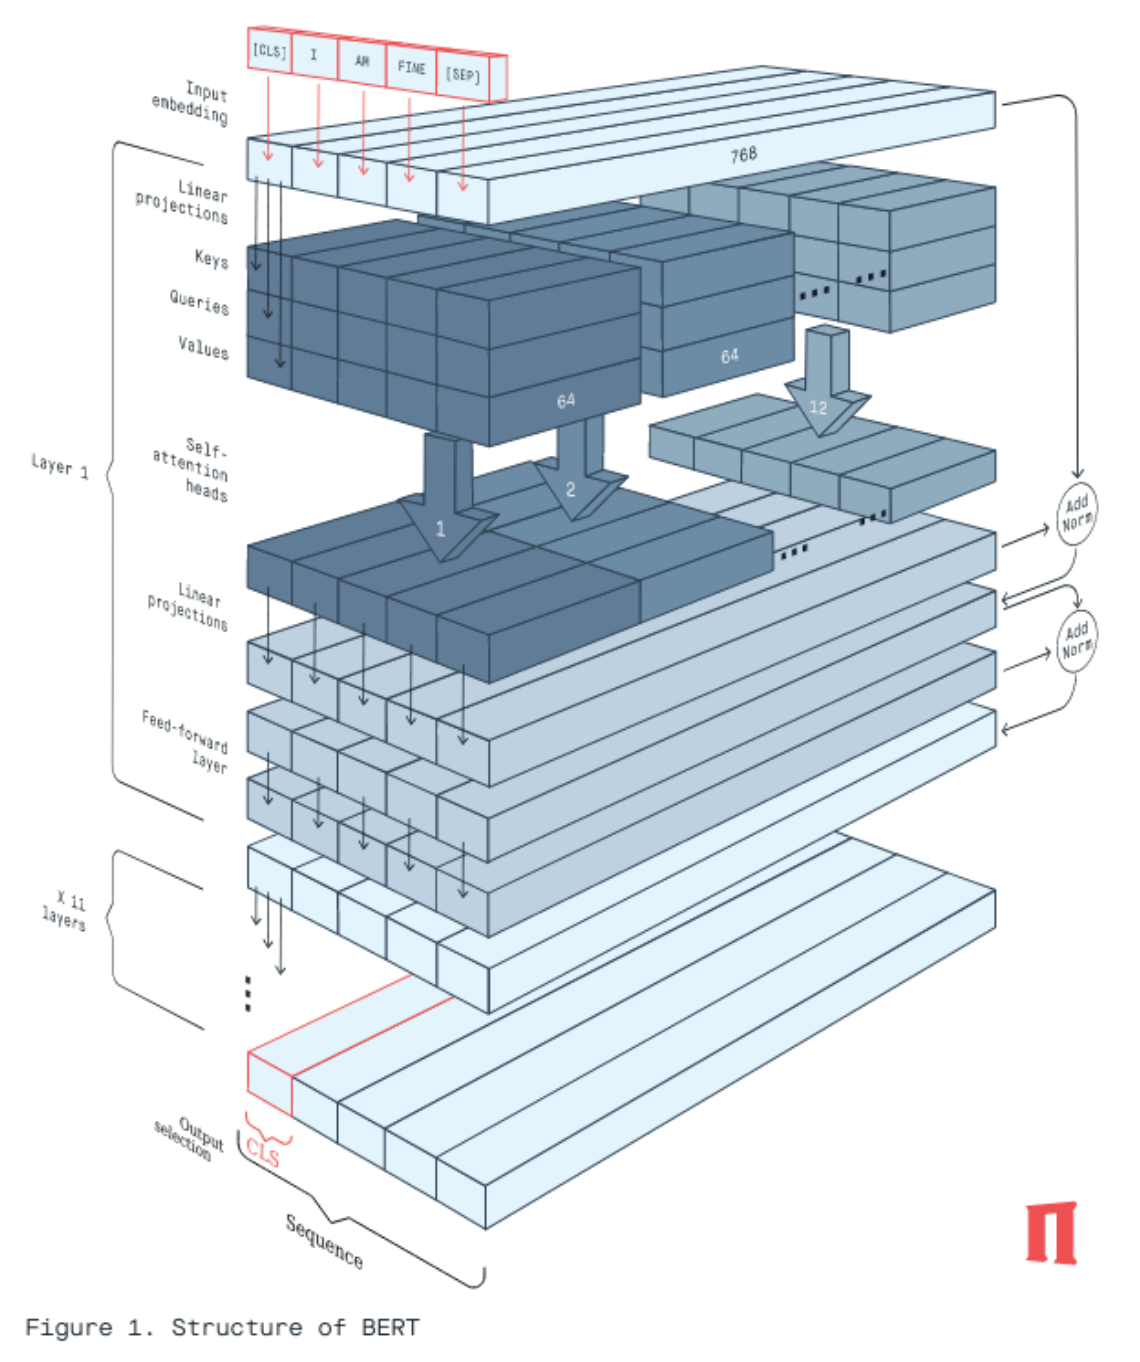 [CLS] I AM FINE [SEP]
Input
embedding
768
Linear
projections
Keys
Queries
Values
64
64
12
Self-
attention
heads
Layer 1
1
2
Add
Norm
Linear
projections
Add
Norm
Feed-forward
layer
X 11
layers
Output
selection
CLS
Sequence
Π
Figure 1. Structure of BERT